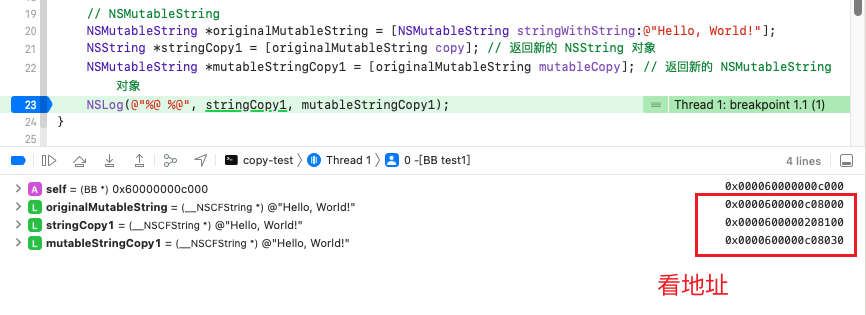 19 // NSMutableString
20 NSMutableString *originalMutableString = [NSMutableString stringWithString:@"Hello, World!"];
21 NSString *stringCopy1 = [originalMutableString copy]; // 返回新的 NSString 对象
22 NSMutableString *mutableStringCopy1 = [originalMutableString mutableCopy]; // 返回新的 NSMutableString
对象
23 NSLog(@"%@ %@", stringCopy1, mutableStringCopy1); Thread 1: breakpoint 1.1 (1)
24 }
25
copy-test Thread 1 0 -[BB test1] 4 lines
A self = (BB *) 0x60000000c000 0x000060000000c000
L originalMutableString = (__NSCFString *) @"Hello, World!" 0x0000600000c08000
L stringCopy1 = (__NSCFString *) @"Hello, World!" 0x0000600000208100
L mutableStringCopy1 = (__NSCFString *) @"Hello, World!" 0x0000600000c08030
看地址